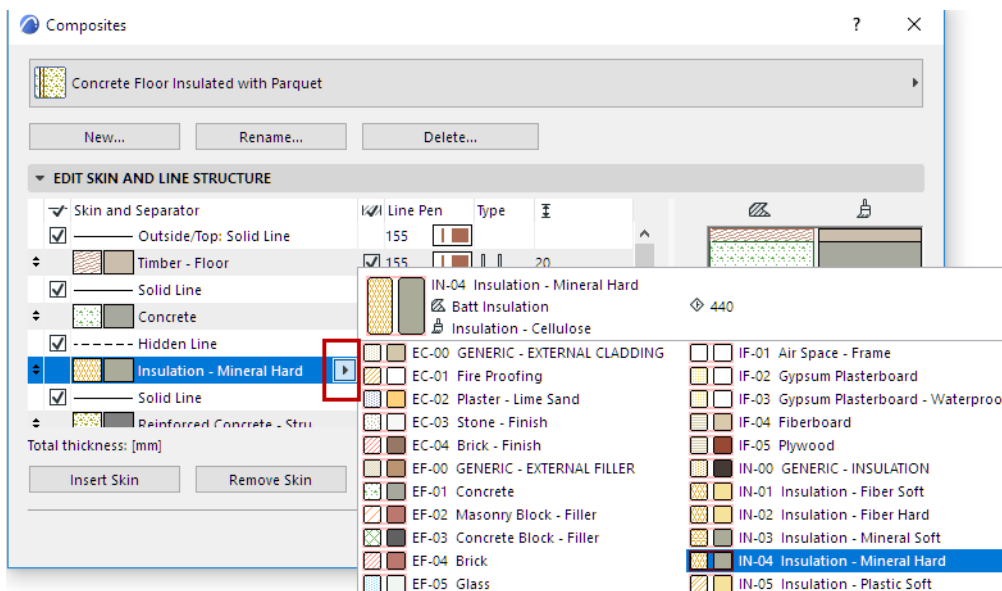 Composites ? ×
Concrete Floor Insulated with Parquet
New... Rename... Delete...
EDIT SKIN AND LINE STRUCTURE
Skin and Separator Line Pen Type
Outside/Top: Solid Line 155
Timber - Floor 155 20
Solid Line
Concrete
Hidden Line
Insulation - Mineral Hard
Solid Line
Reinforced Concrete - Stru
Total thickness: [mm]
Insert Skin Remove Skin
IN-04 Insulation - Mineral Hard
Batt Insulation 440
Insulation - Cellulose
EC-00 GENERIC - EXTERNAL CLADDING
EC-01 Fire Proofing
EC-02 Plaster - Lime Sand
EC-03 Stone - Finish
EC-04 Brick - Finish
EF-00 GENERIC - EXTERNAL FILLER
EF-01 Concrete
EF-02 Masonry Block - Filler
EF-03 Concrete Block - Filler
EF-04 Brick
EF-05 Glass
IF-01 Air Space - Frame
IF-02 Gypsum Plasterboard
IF-03 Gypsum Plasterboard - Waterproo
IF-04 Fiberboard
IF-05 Plywood
IN-00 GENERIC - INSULATION
IN-01 Insulation - Fiber Soft
IN-02 Insulation - Fiber Hard
IN-03 Insulation - Mineral Soft
IN-04 Insulation - Mineral Hard
IN-05 Insulation - Plastic Soft